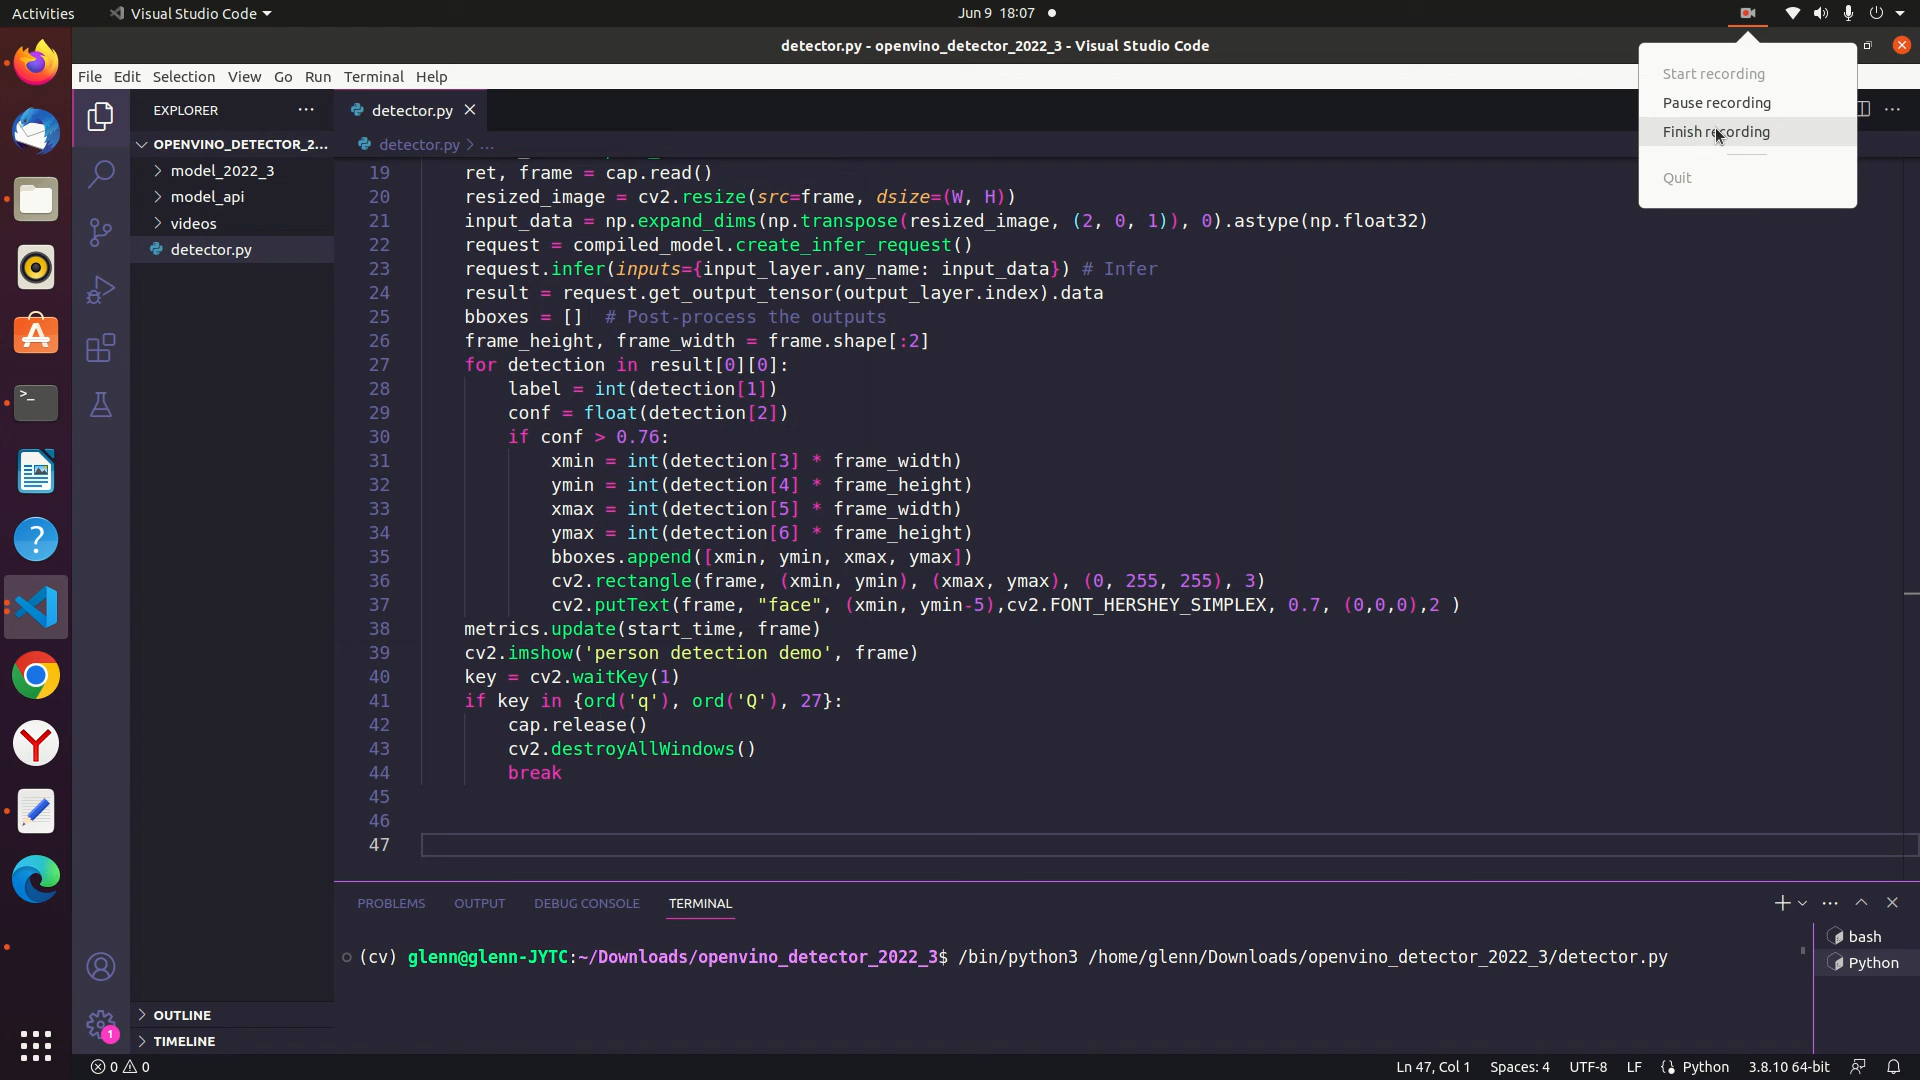 Activities
Visual Studio Code
Jun 9 18:07
detector.py - openvino_detector_2022_3 - Visual Studio Code
File Edit Selection View Go Run Terminal Help
Start recording
Pause recording
Finish recording
Quit
EXPLORER
OPENVINO_DETECTOR_2...
model_2022_3
model_api
videos
detector.py
OUTLINE
TIMELINE
detector.py
detector.py > ...
19 ret, frame = cap.read()
20 resized_image = cv2.resize(src=frame, dsize=(W, H))
21 input_data = np.expand_dims(np.transpose(resized_image, (2, 0, 1)), 0).astype(np.float32)
22 request = compiled_model.create_infer_request()
23 request.infer(inputs={input_layer.any_name: input_data}) # Infer
24 result = request.get_output_tensor(output_layer.index).data
25 bboxes = [] # Post-process the outputs
26 frame_height, frame_width = frame.shape[:2]
27 for detection in result[0][0]:
28 label = int(detection[1])
29 conf = float(detection[2])
30 if conf > 0.76:
31 xmin = int(detection[3] * frame_width)
32 ymin = int(detection[4] * frame_height)
33 xmax = int(detection[5] * frame_width)
34 ymax = int(detection[6] * frame_height)
35 bboxes.append([xmin, ymin, xmax, ymax])
36 cv2.rectangle(frame, (xmin, ymin), (xmax, ymax), (0, 255, 255), 3)
37 cv2.putText(frame, "face", (xmin, ymin-5),cv2.FONT_HERSHEY_SIMPLEX, 0.7, (0,0,0),2 )
38 metrics.update(start_time, frame)
39 cv2.imshow('person detection demo', frame)
40 key = cv2.waitKey(1)
41 if key in {ord('q'), ord('Q'), 27}:
42 cap.release()
43 cv2.destroyAllWindows()
44 break
45
46
47
PROBLEMS OUTPUT DEBUG CONSOLE TERMINAL
(cv) glenn@glenn-JYTC:~/Downloads/openvino_detector_2022_3$ /bin/python3 /home/glenn/Downloads/openvino_detector_2022_3/detector.py
bash
Python
1
0 0
Ln 47, Col 1 Spaces: 4 UTF-8 LF Python 3.8.10 64-bit